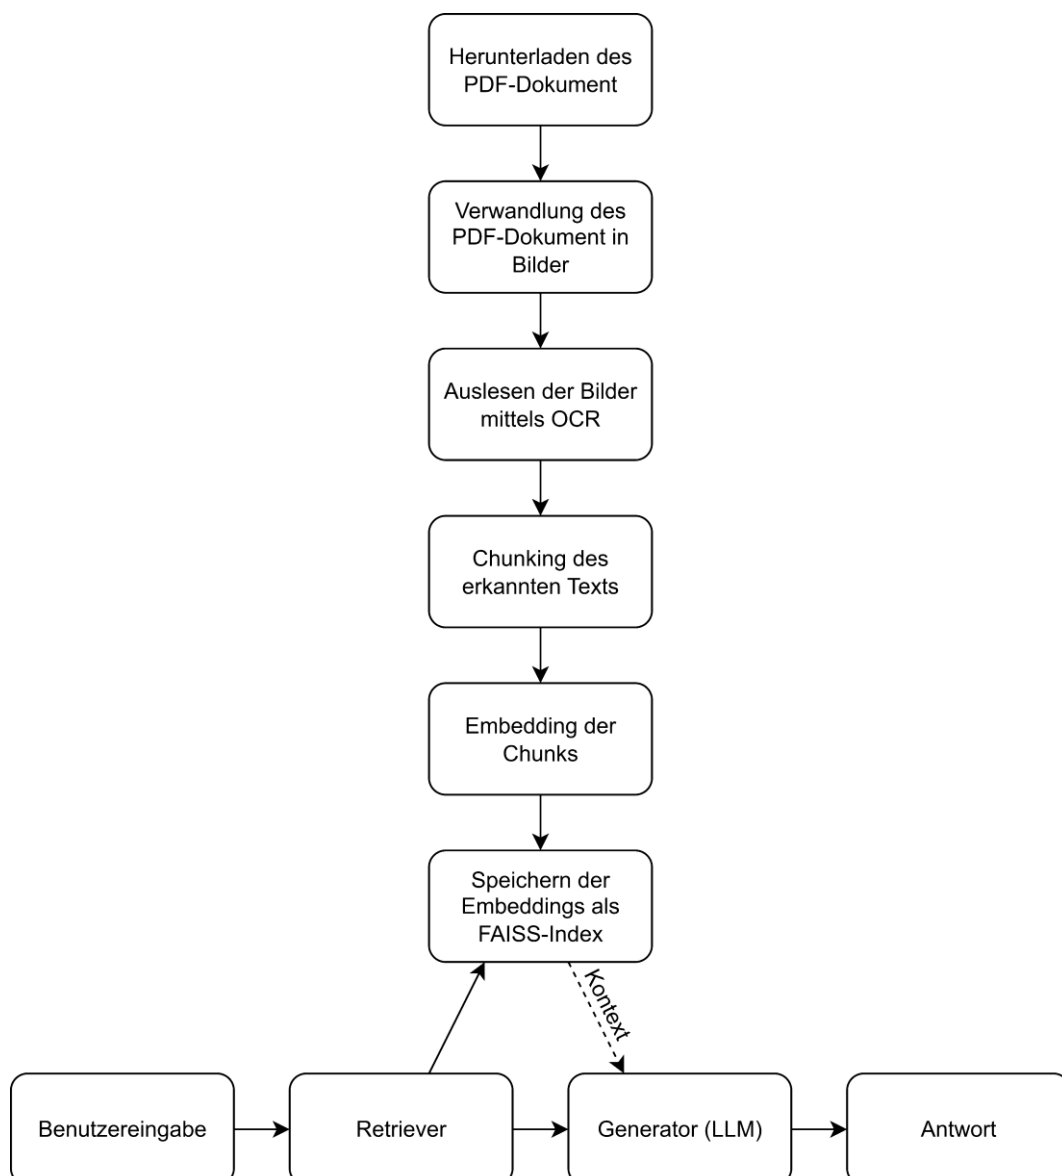 Herunterladen des
PDF-Dokument
Verwandlung des
PDF-Dokument in
Bilder
Auslesen der Bilder
mittels OCR
Chunking des
erkannten Texts
Embedding der
Chunks
Speichern der
Embeddings als
FAISS-Index
Kontext
Benutzereingabe
Retriever
Generator (LLM)
Antwort